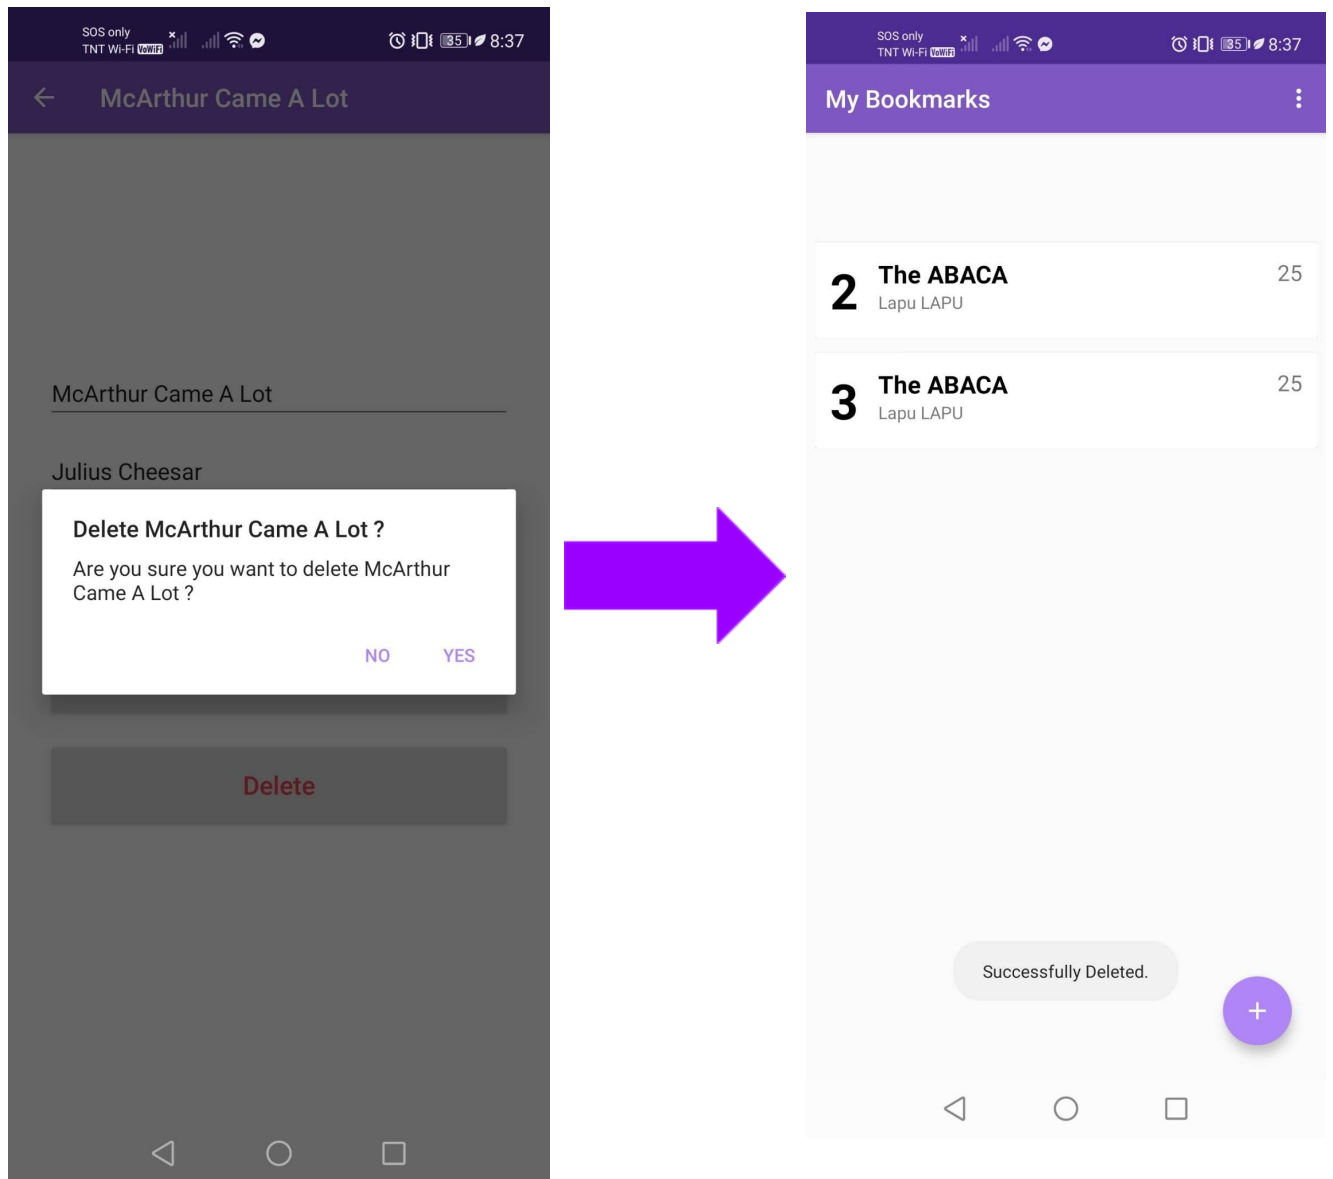 SOS only
TNT Wi-Fi VoWiFi
35 8:37
McArthur Came A Lot
McArthur Came A Lot
Julius Cheesar
Delete McArthur Came A Lot ?
Are you sure you want to delete McArthur
Came A Lot ?
NO YES
Delete
SOS only
TNT Wi-Fi VoWiFi
35 8:37
My Bookmarks
2 The ABACA 25
Lapu LAPU
3 The ABACA 25
Lapu LAPU
Successfully Deleted.
+